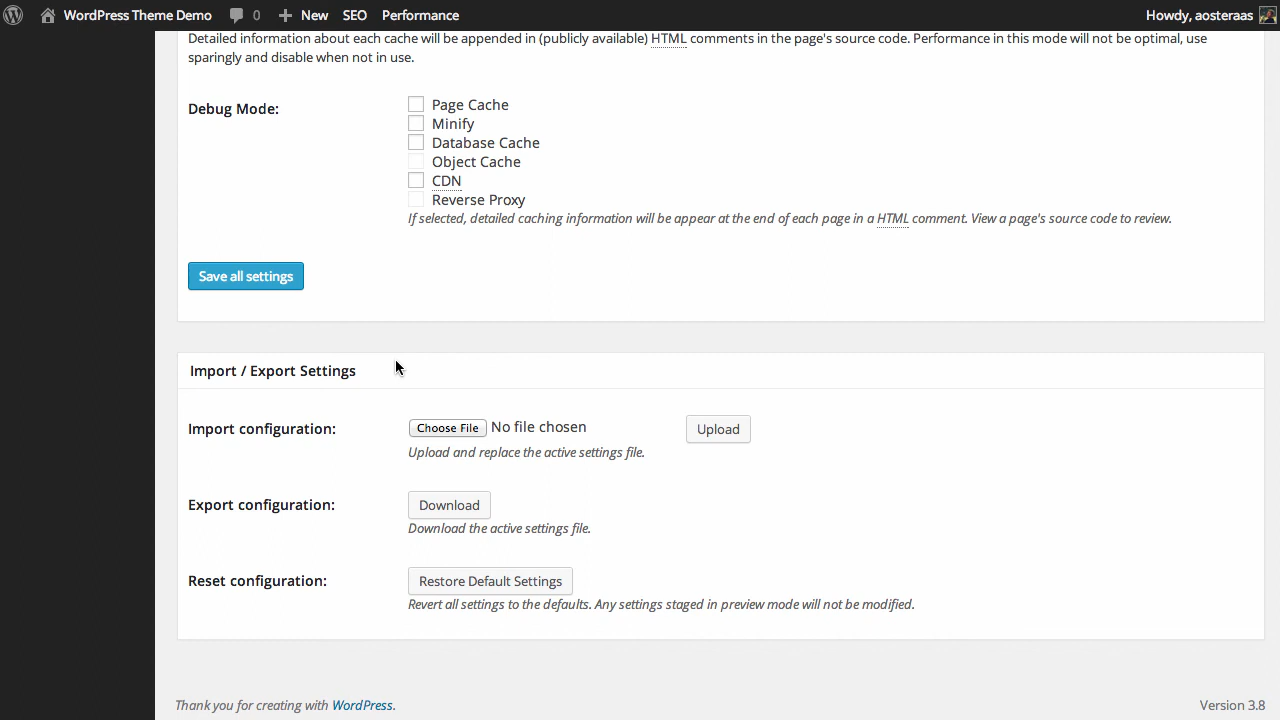 WordPress Theme Demo 0 New SEO Performance Howdy, aosteraas
Detailed information about each cache will be appended in (publicly available) HTML comments in the page's source code. Performance in this mode will not be optimal, use
sparingly and disable when not in use.
Debug Mode:
Page Cache
Minify
Database Cache
Object Cache
CDN
Reverse Proxy
If selected, detailed caching information will be appear at the end of each page in a HTML comment. View a page's source code to review.
Save all settings
Import / Export Settings
Import configuration: Choose File No file chosen Upload
Upload and replace the active settings file.
Export configuration: Download
Download the active settings file.
Reset configuration: Restore Default Settings
Revert all settings to the defaults. Any settings staged in preview mode will not be modified.
Thank you for creating with WordPress. Version 3.8